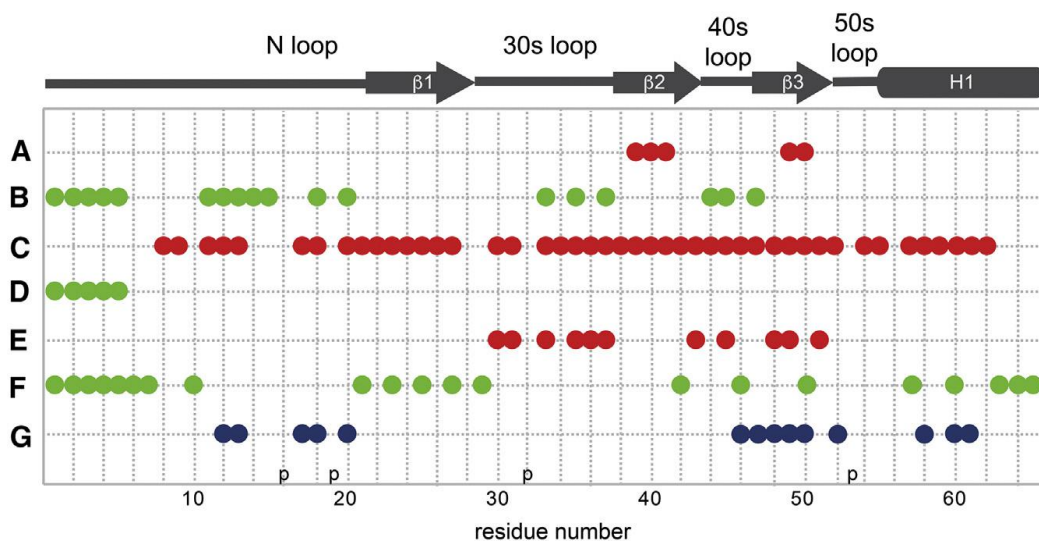 N loop
30s loop
40s
loop
50s
loop
β1
β2
β3
H1
A
B
C
D
E
F
G
p p p p
10 20 30 40 50 60
residue number